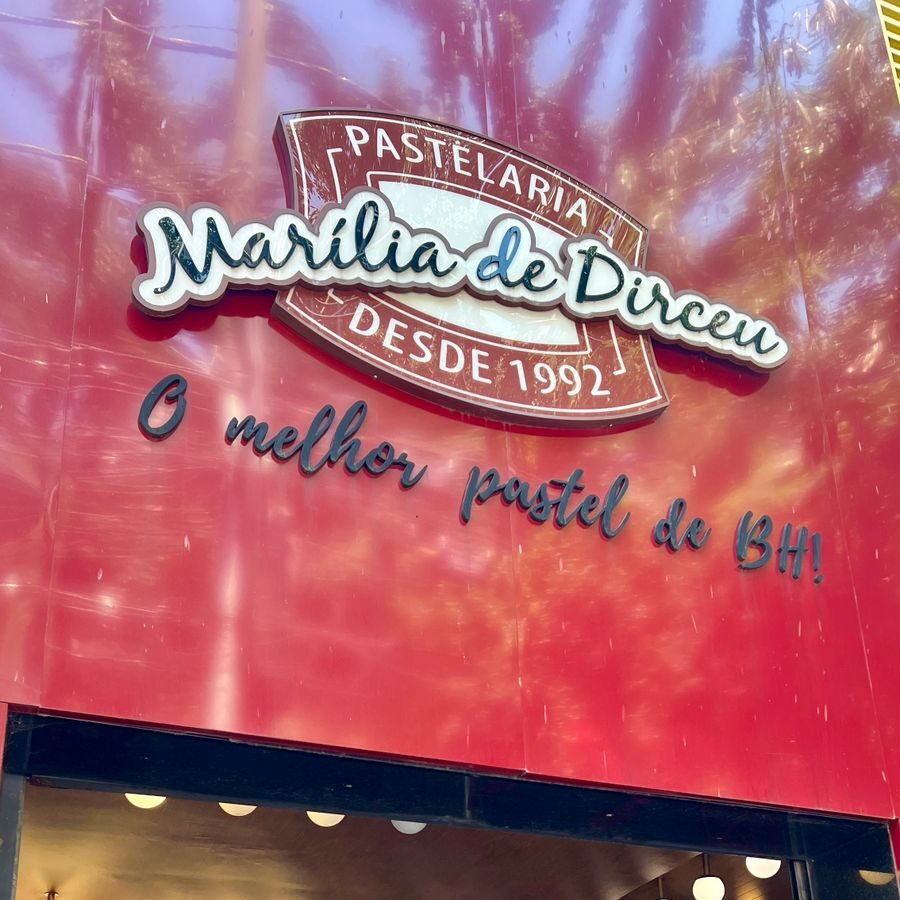 PASTELARIA
Marília de Dirceu
DESDE 1992
O melhor pastel de BH!